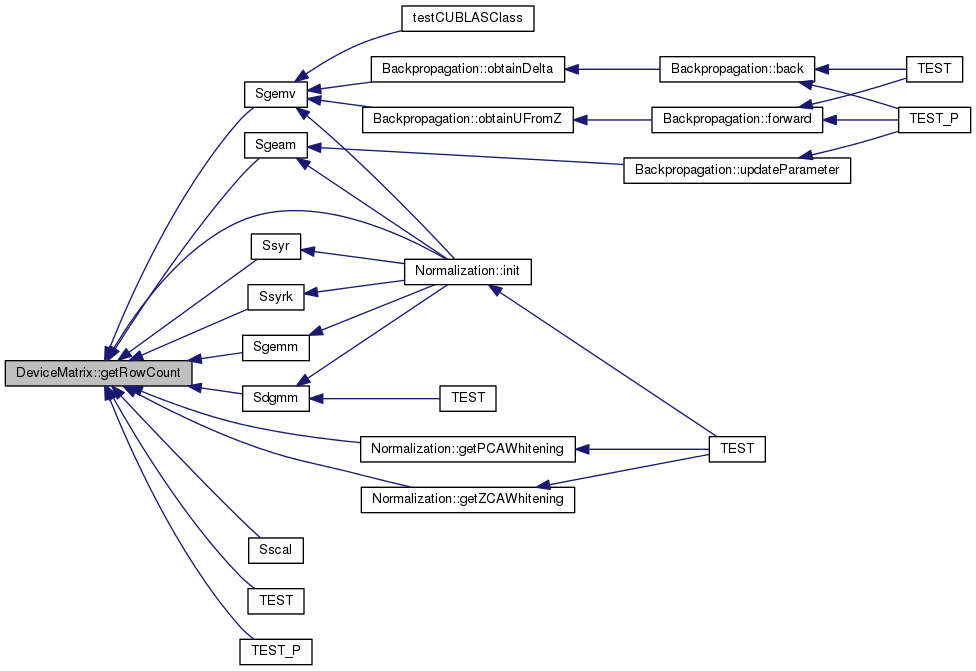 testCUBLASClass
Backpropagation::obtainDelta
Backpropagation::back
TEST
Sgemv
Backpropagation::obtainUFromZ
Backpropagation::forward
TEST_P
Sgeam
Backpropagation::updateParameter
Ssyr
Normalization::init
Ssyrk
Sgemm
DeviceMatrix::getRowCount
Sdgmm
TEST
Normalization::getPCAWhitening
TEST
Normalization::getZCAWhitening
Sscal
TEST
TEST_P